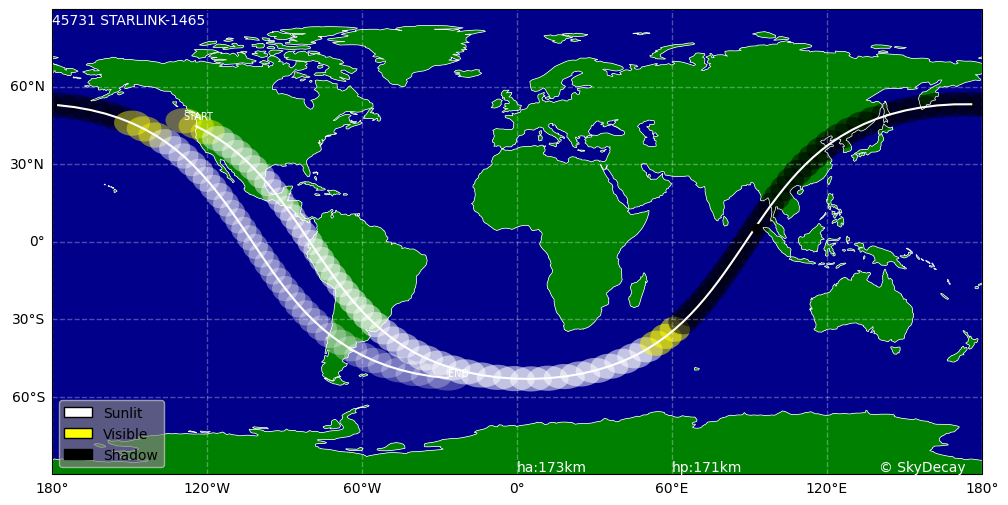 45731 STARLINK-1465
60°N
START
30°N
0°
30°S
END
60°S
Sunlit
Visible
Shadow
ha:173km
hp:171km
© SkyDecay
180°
120°W
60°W
0°
60°E
120°E
180°